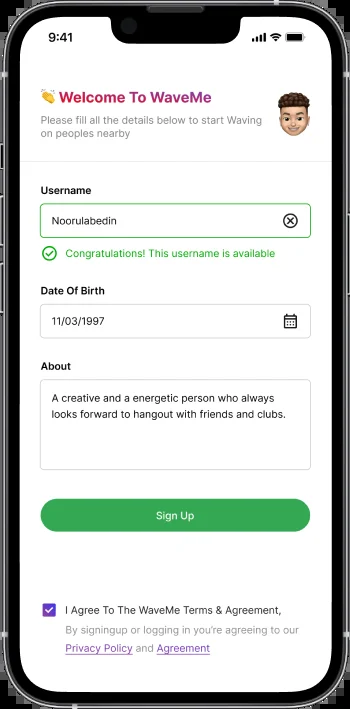 9:41
👏 Welcome To WaveMe
Please fill all the details below to start Waving
on peoples nearby
Username
Noorulabedin
Congratulations! This username is available
Date Of Birth
11/03/1997
About
A creative and a energetic person who always
looks forward to hangout with friends and clubs.
Sign Up
I Agree To The WaveMe Terms & Agreement,
By signingup or logging in you're agreeing to our
Privacy Policy and Agreement